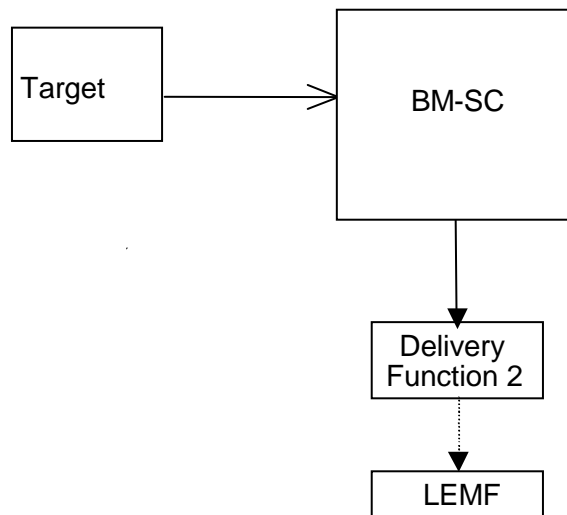 Target
BM-SC
Delivery
Function 2
LEMF